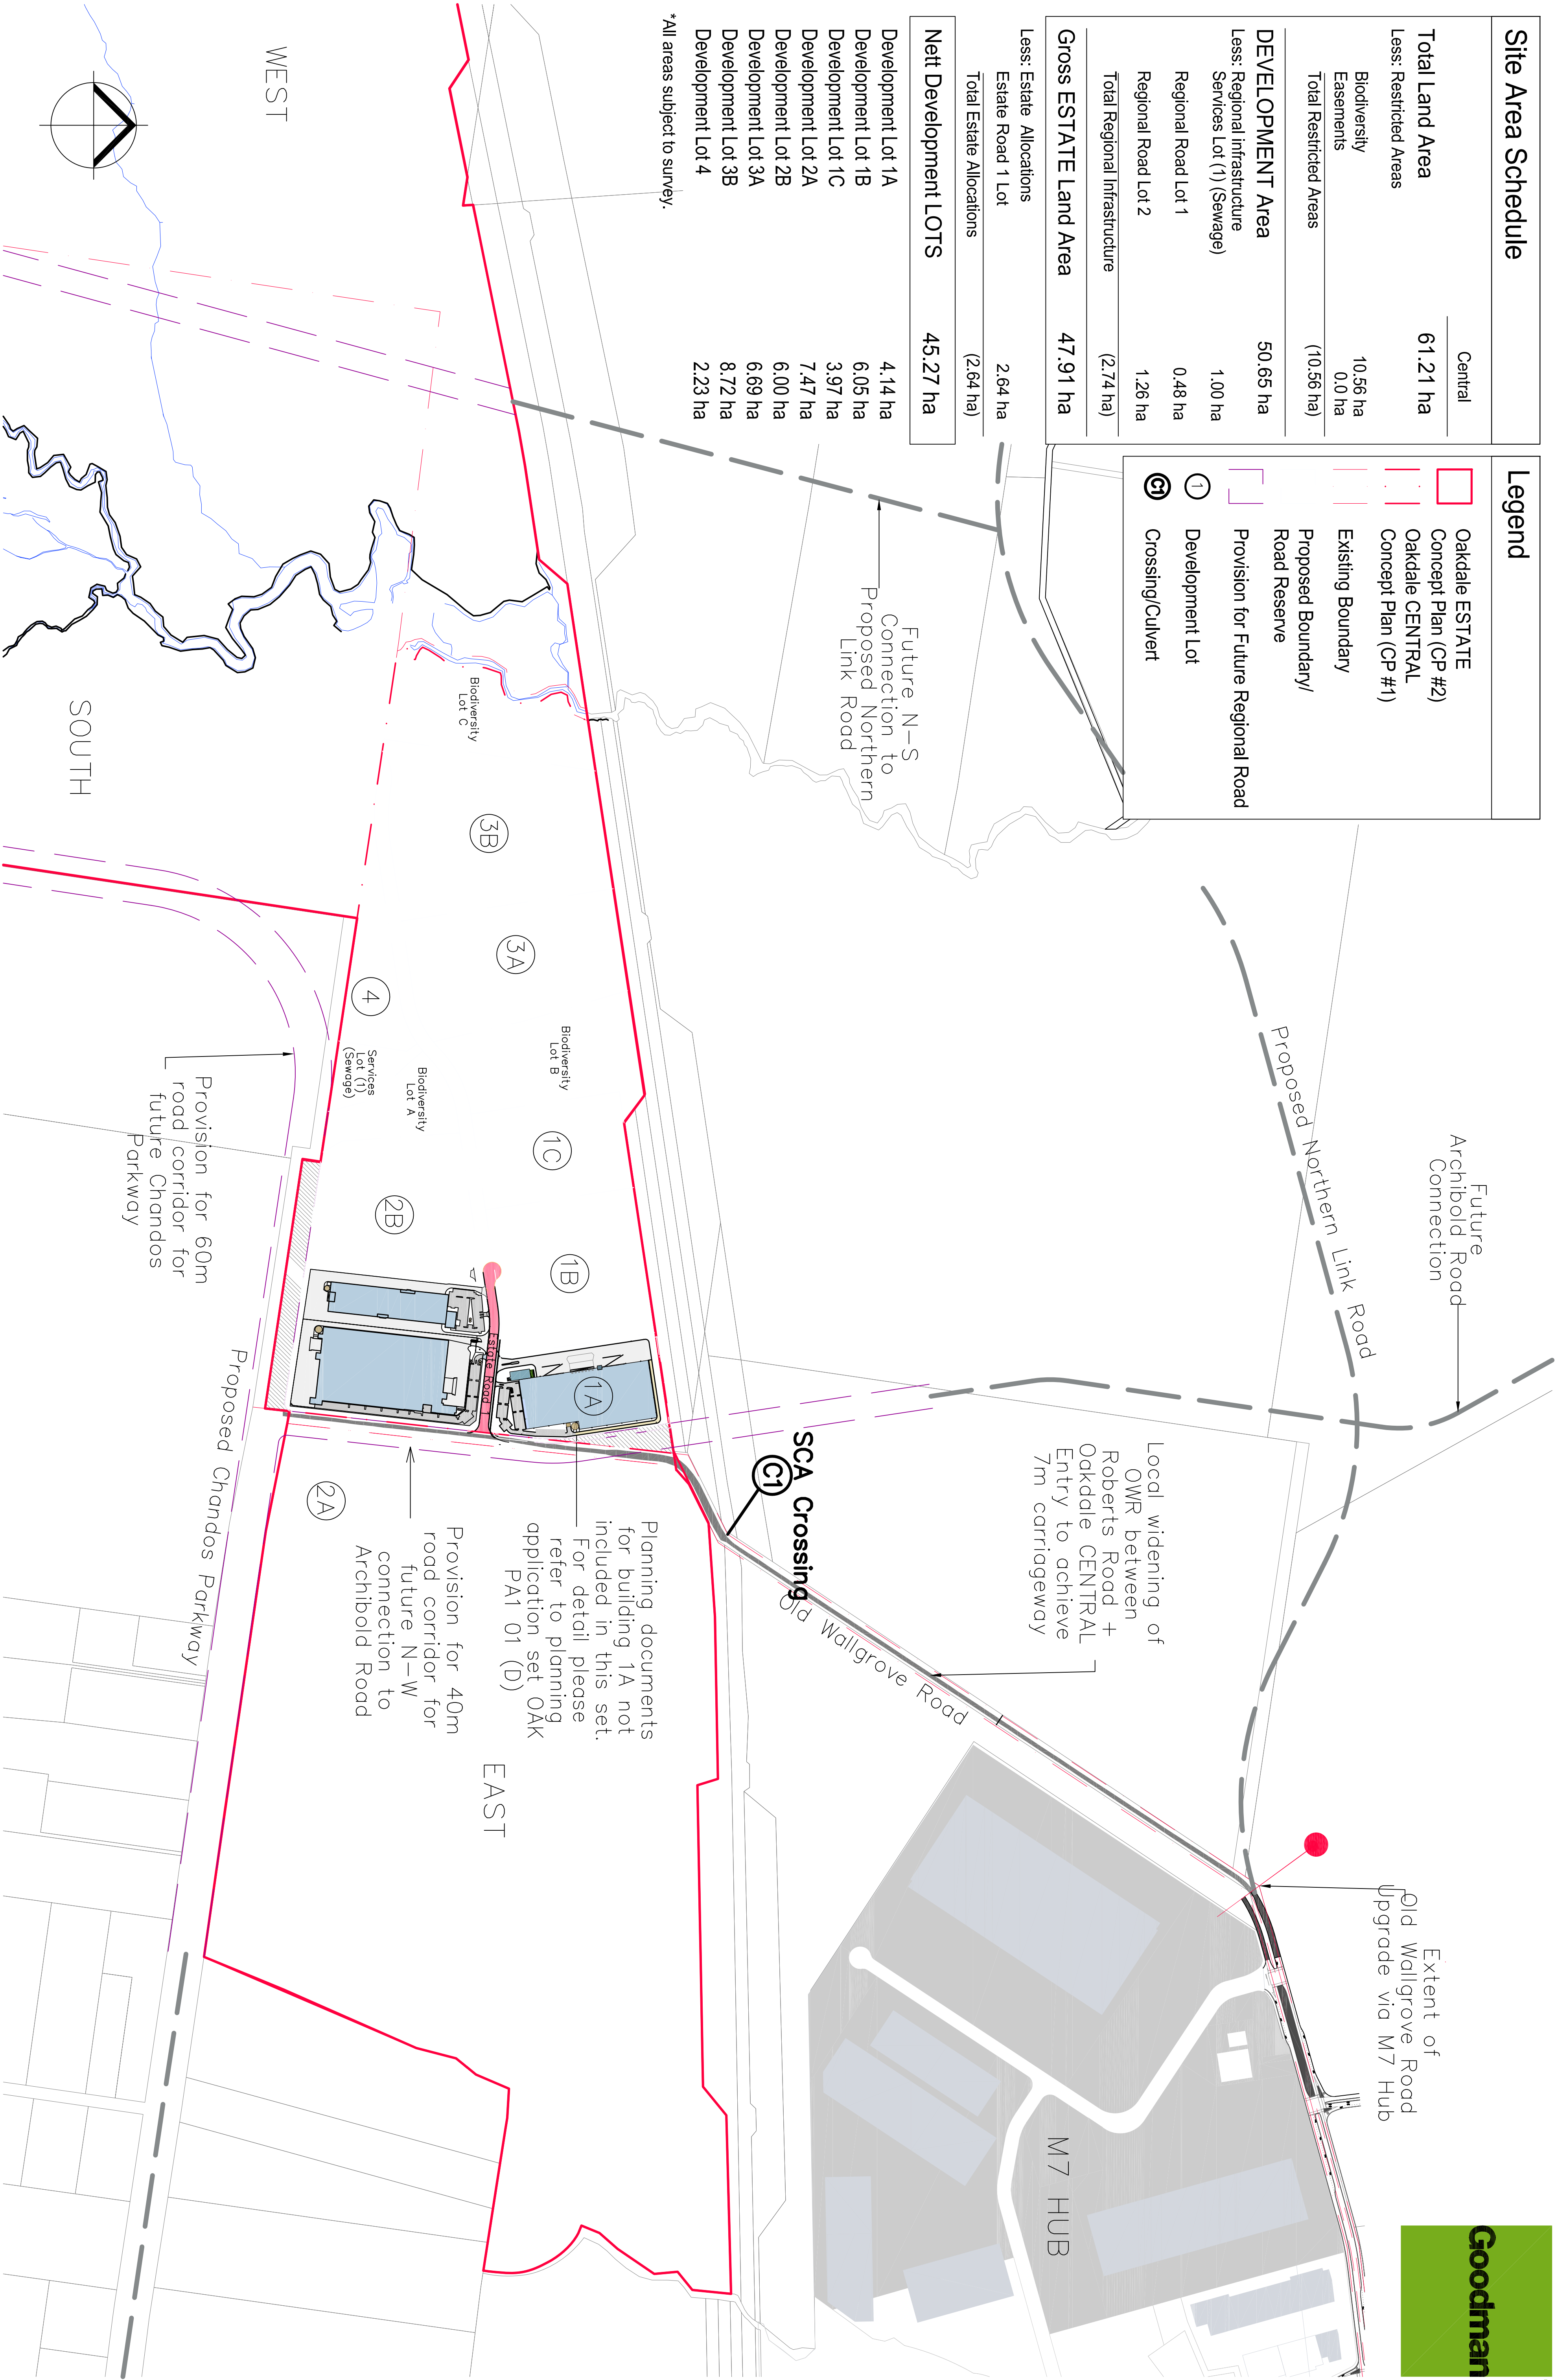 Site Area Schedule
Central
Total Land Area 61.21 ha
Less: Restricted Areas
Biodiversity 10.56 ha
Easements 0.0 ha
Total Restricted Areas (10.56 ha)
DEVELOPMENT Area 50.65 ha
Less: Regional infrastructure
Services Lot (1) (Sewage) 1.00 ha
Regional Road Lot 1 0.48 ha
Regional Road Lot 2 1.26 ha
Total Regional Infrastructure (2.74 ha)
Gross ESTATE Land Area 47.91 ha
Less: Estate Allocations
Estate Road 1 Lot 2.64 ha
Total Estate Allocations (2.64 ha)
Nett Development LOTS 45.27 ha
Development Lot 1A 4.14 ha
Development Lot 1B 6.05 ha
Development Lot 1C 3.97 ha
Development Lot 2A 7.47 ha
Development Lot 2B 6.00 ha
Development Lot 3A 6.69 ha
Development Lot 3B 8.72 ha
Development Lot 4 2.23 ha
*All areas subject to survey.
Legend
Oakdale ESTATE
Concept Plan (CP #2)
Oakdale CENTRAL
Concept Plan (CP #1)
Existing Boundary
Proposed Boundary/
Road Reserve
Provision for Future Regional Road
1 Development Lot
C1 Crossing/Culvert
Future
Archibold Road
Connection
Proposed Northern Link Road
Extent of
Old Wallgrove Road
Upgrade via M7 Hub
Goodman
Future N-S
Connection to
Proposed Northern
Link Road
Local widening of
OWR between
Roberts Road +
Oakdale CENTRAL
Entry to achieve
7m carriageway
M7 HUB
Old Wallgrove Road
SCA Crossing
C1
Planning documents
for building 1A not
included in this set.
For detail please
refer to planning
application set OAK
PA1 01 (D)
1A
1B
1C
Biodiversity
Lot B
3A
3B
Biodiversity
Lot C
Estate Road
EAST
Provision for 40m
road corridor for
future N-W
connection to
Archibold Road
2A
2B
Biodiversity
Lot A
Services
Lot (1)
(Sewage)
4
WEST
SOUTH
Provision for 60m
road corridor for
future Chandos
Parkway
Proposed Chandos Parkway